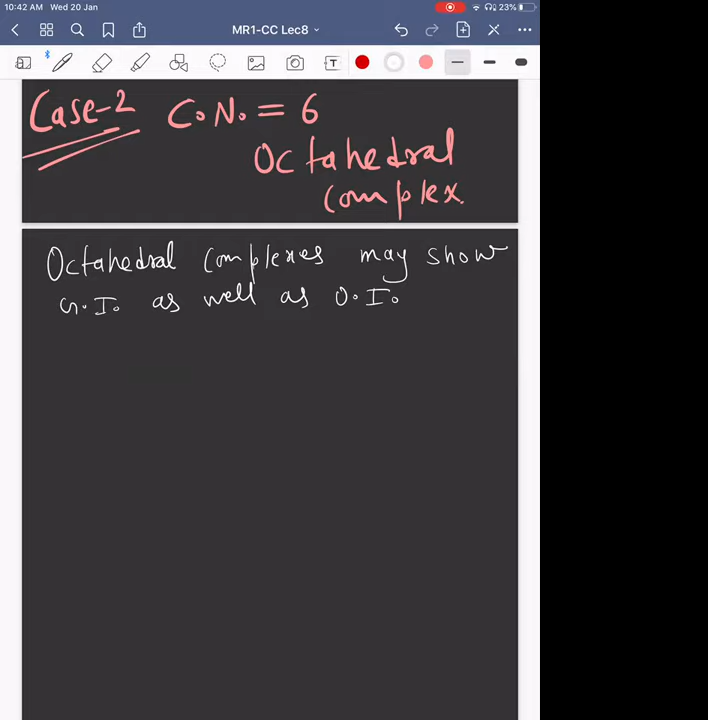 10:42 AM Wed 20 Jan
23%
MR1-CC Lec8
T
Case-2 C.N. = 6
Octahedral
complex.
Octahedral complexes may show
G.I. as well as O.I.